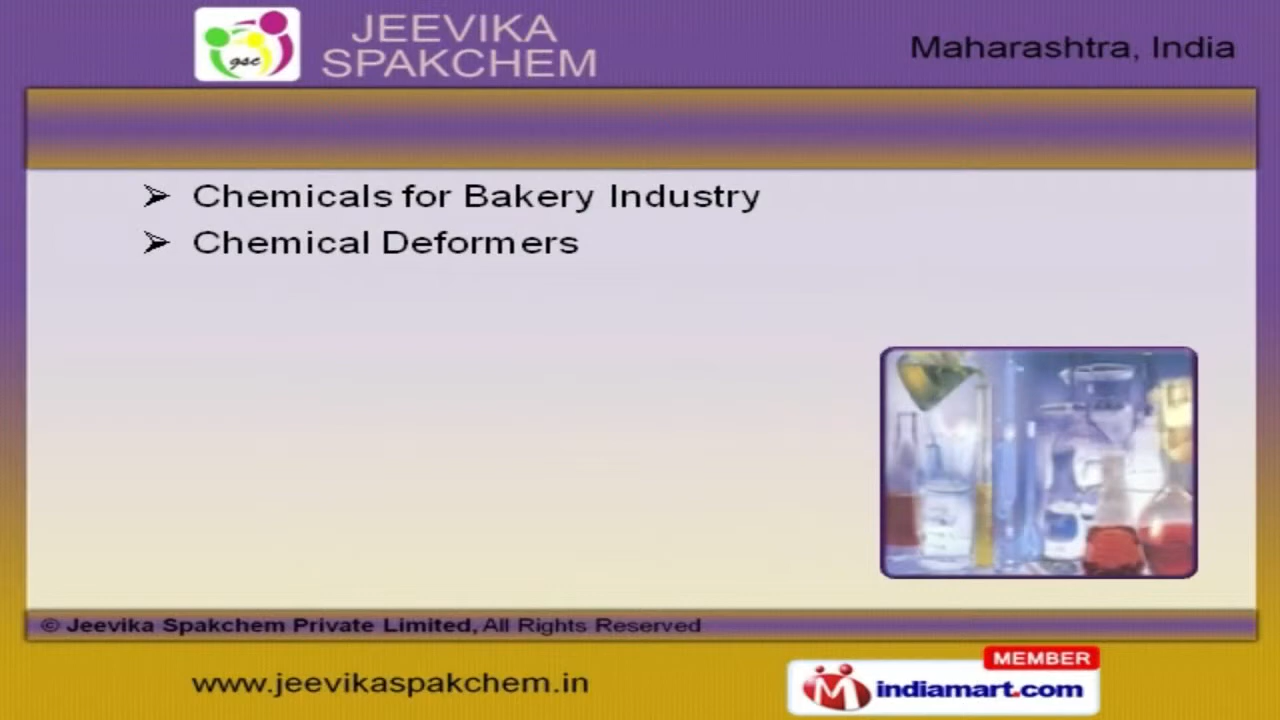 JEEVIKA
SPAKCHEM
gsc
Maharashtra, India
➢ Chemicals for Bakery Industry
➢ Chemical Deformers
© Jeevika Spakchem Private Limited, All Rights Reserved
www.jeevikaspakchem.in
MEMBER
indiamart.com